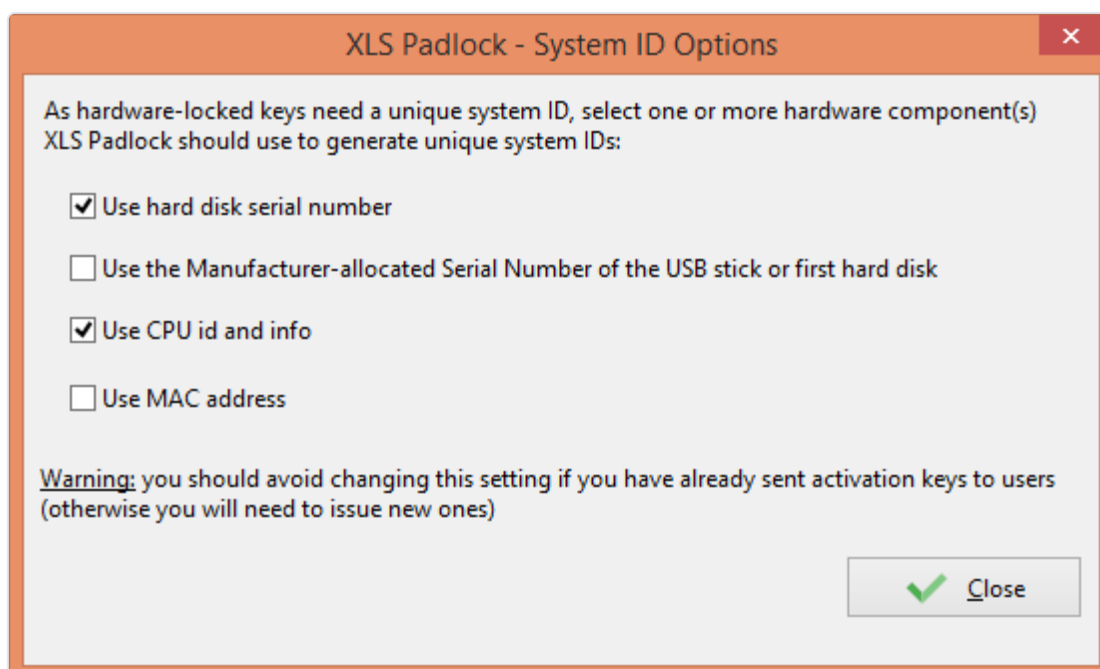 XLS Padlock - System ID Options
As hardware-locked keys need a unique system ID, select one or more hardware component(s)
XLS Padlock should use to generate unique system IDs:
Use hard disk serial number
Use the Manufacturer-allocated Serial Number of the USB stick or first hard disk
Use CPU id and info
Use MAC address
Warning: you should avoid changing this setting if you have already sent activation keys to users
(otherwise you will need to issue new ones)
Close